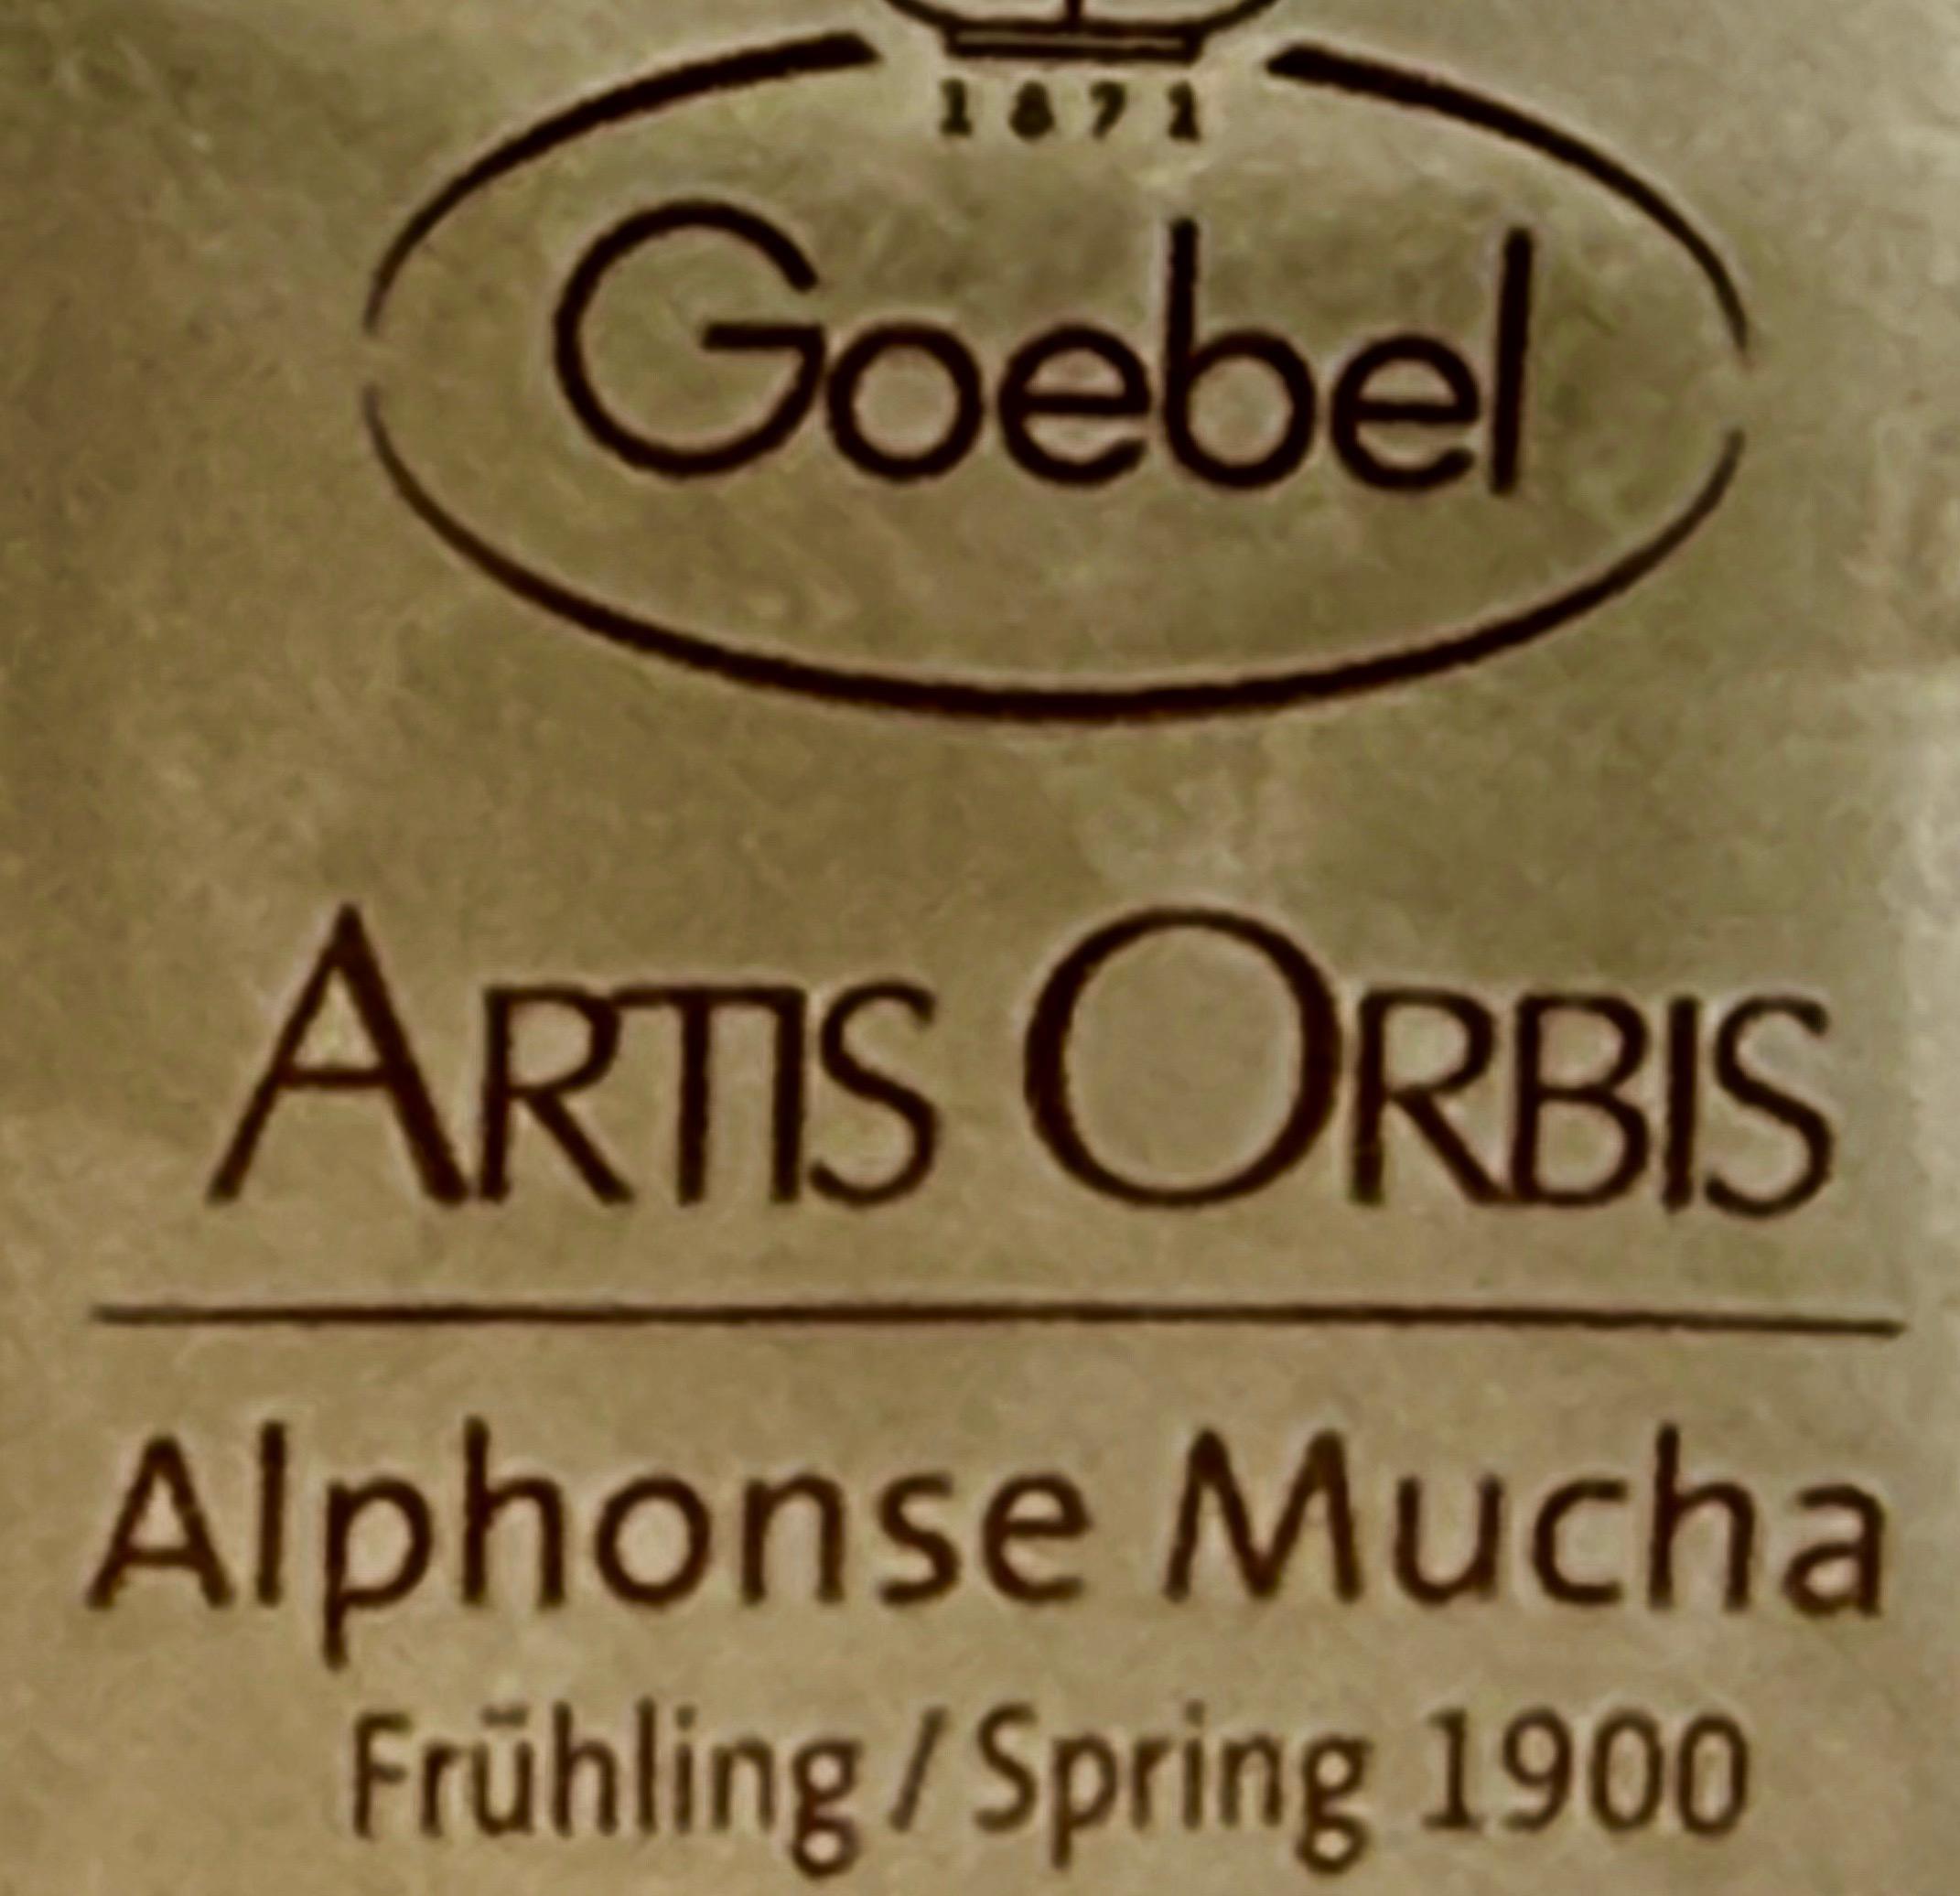 1871
Goebel
ARTIS ORBIS
Alphonse Mucha
Frühling / Spring 1900